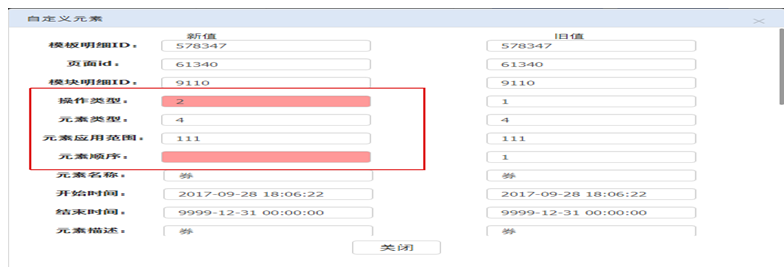 自定义元素
新值 旧值
模板明细ID： 578347 578347
页面id： 61340 61340
模块明细ID： 9110 9110
操作类型： 2 1
元素类型： 4 4
元素应用范围： 111 111
元素顺序： 1
元素名称： 券 券
开始时间： 2017-09-28 18:06:22 2017-09-28 18:06:22
结束时间： 9999-12-31 00:00:00 9999-12-31 00:00:00
元素描述： 券 券
关闭